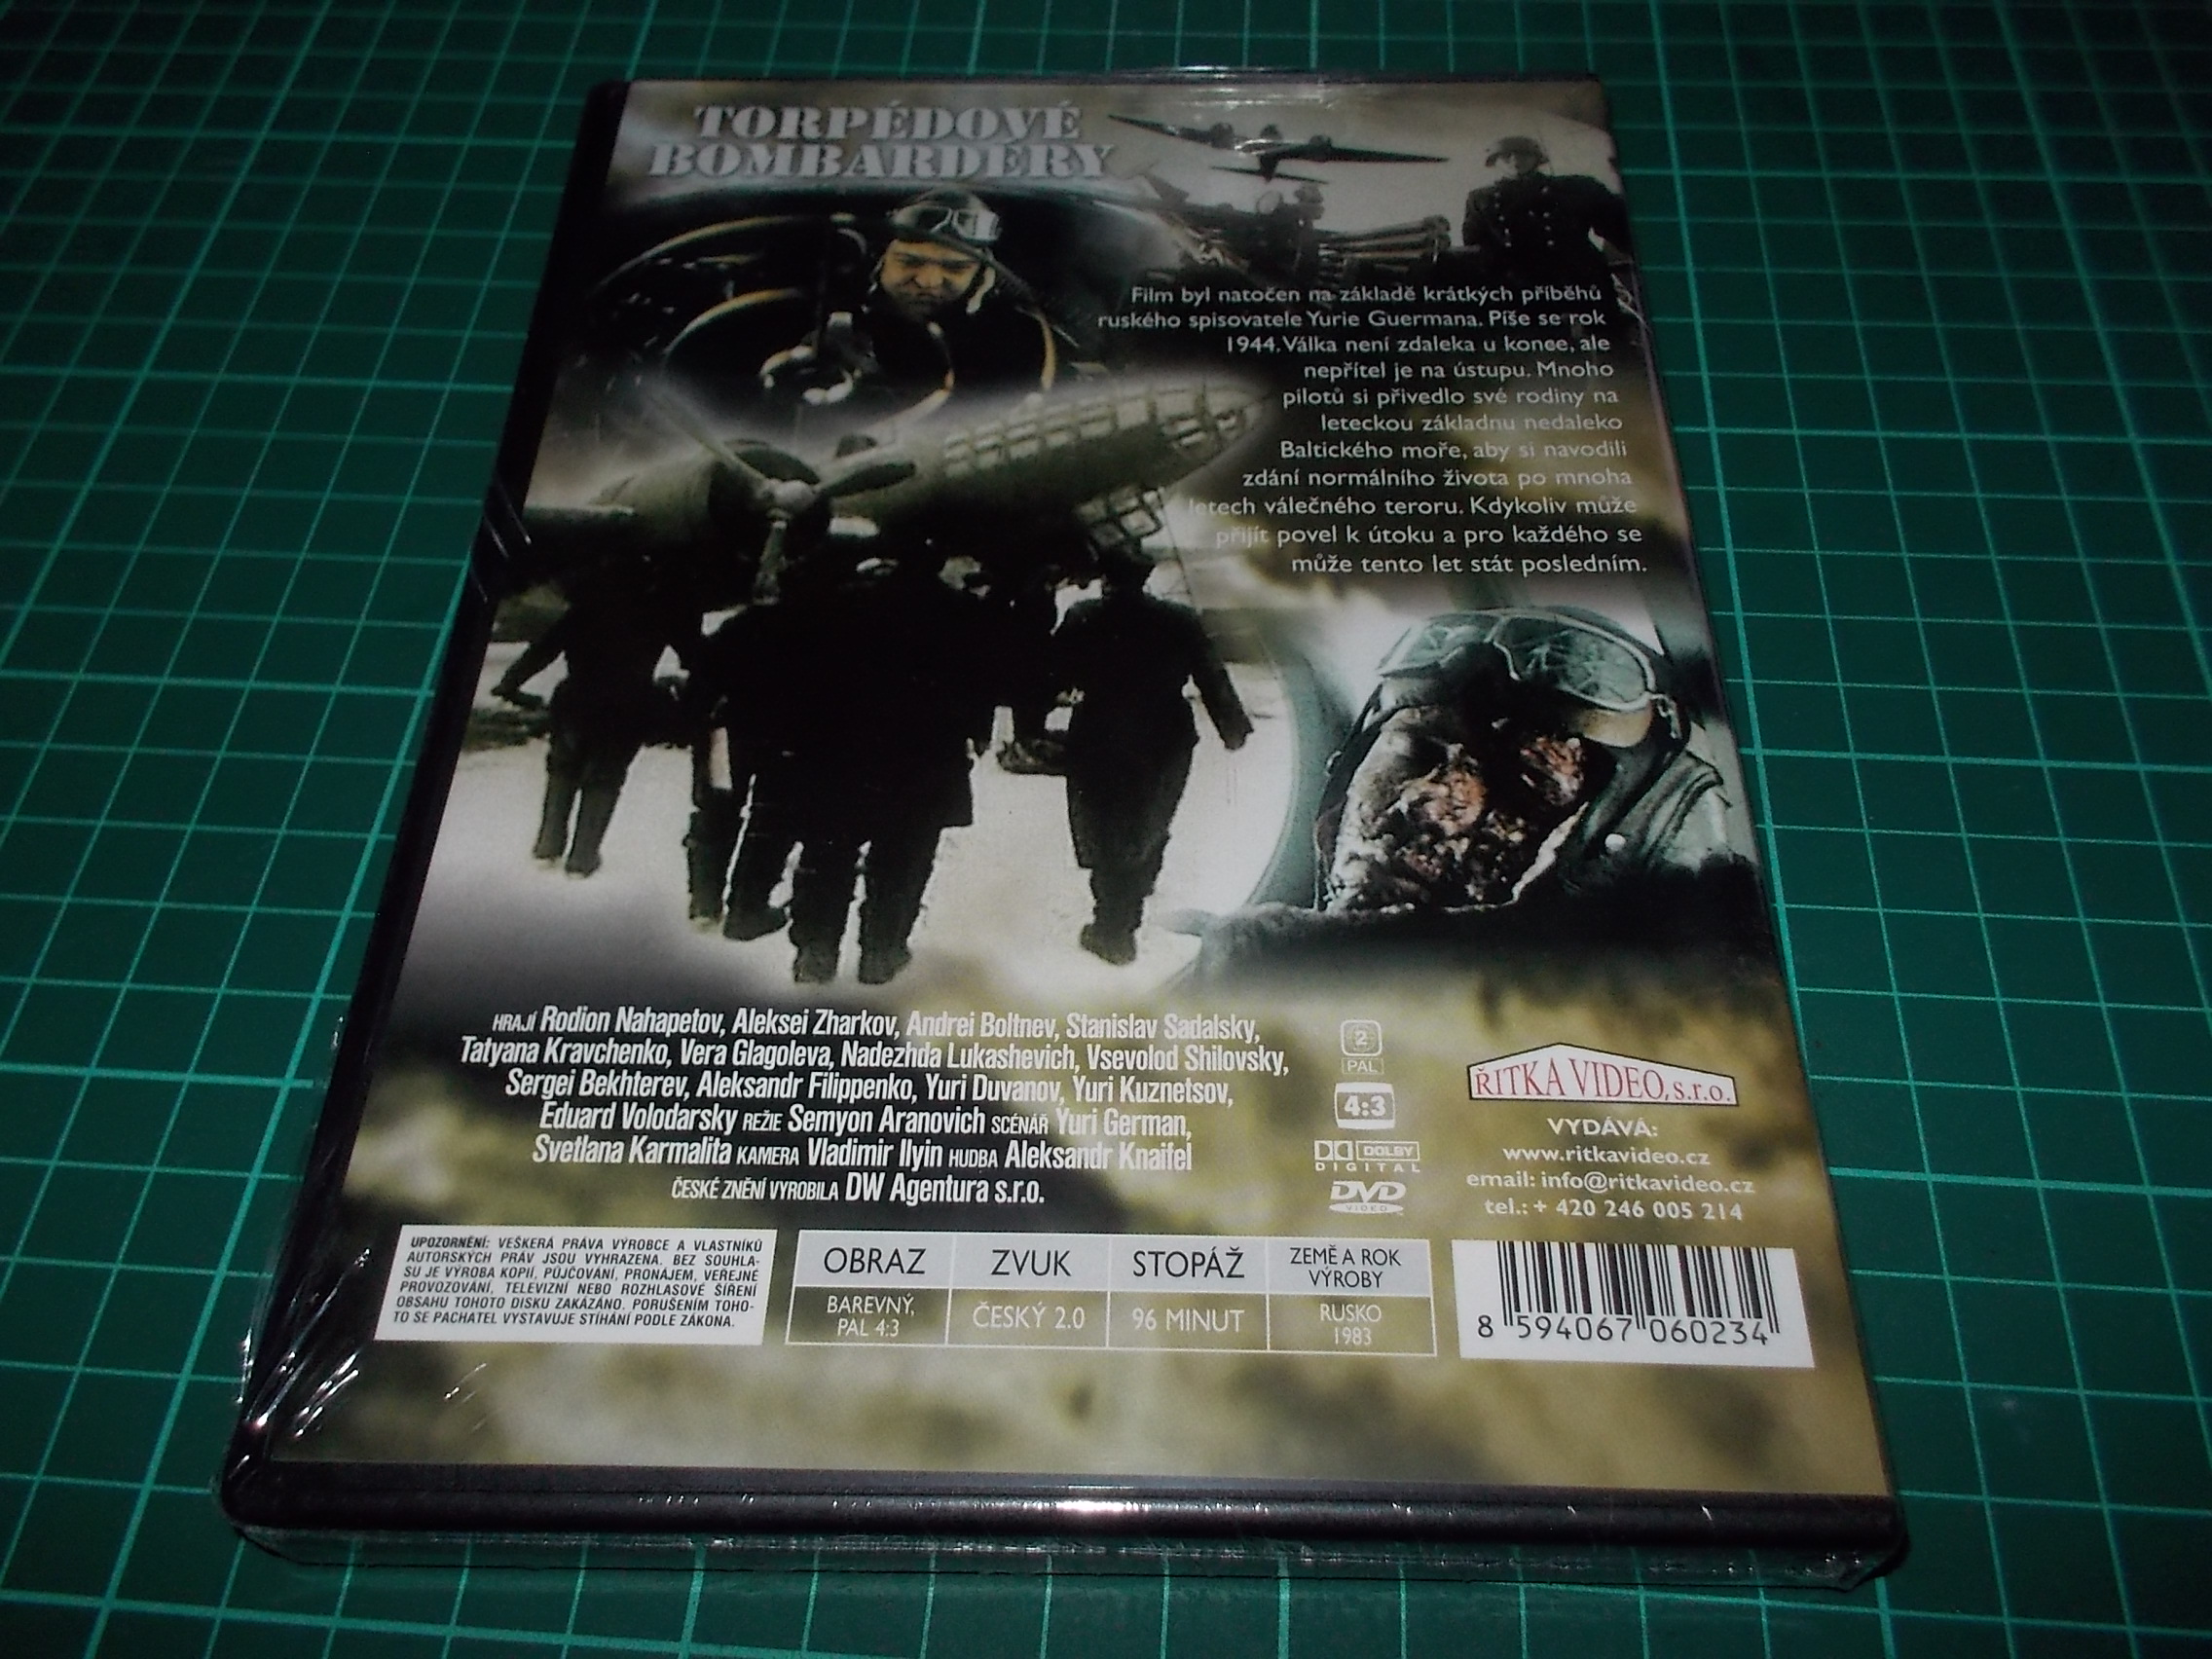 TORPÉDOVÉ
BOMBARDÉRY
Film byl natočen na základě krátkých příběhů
ruského spisovatele Yurie Guermana. Píše se rok
1944. Válka není zdaleka u konce, ale
nepřítel je na ústupu. Mnoho
pilotů si přivedlo své rodiny na
leteckou základnu nedaleko
Baltického moře, aby si navodili
zdání normálního života po mnoha
letech válečného teroru. Kdykoliv může
přijít povel k útoku a pro každého se
může tento let stát posledním.
HRAJÍ Rodion Nahapetov, Aleksei Zharkov, Andrei Boltnev, Stanislav Sadalsky,
Tatyana Kravchenko, Vera Glagoleva, Nadezhda Lukashevich, Vsevolod Shilovsky,
Sergei Bekhterev, Aleksandr Filippenko, Yuri Duvanov, Yuri Kuznetsov,
Eduard Volodarsky REŽIE Semyon Aranovich SCÉNÁŘ Yuri German,
Svetlana Karmalita KAMERA Vladimir Ilyin HUDBA Aleksandr Knaifel
ČESKÉ ZNĚNÍ VYROBILA DW Agentura s.r.o.
2
PAL
4:3
DOLBY
DIGITAL
DVD
VIDEO
ŘITKA VIDEO, s.r.o.
VYDÁVÁ:
www.ritkavideo.cz
email: info@ritkavideo.cz
tel.: + 420 246 005 214
UPOZORNĚNÍ: VEŠKERÁ PRÁVA VÝROBCE A VLASTNÍKŮ
AUTORSKÝCH PRÁV JSOU VYHRAZENA. BEZ SOUHLA-
SU JE VÝROBA KOPIÍ, PŮJČOVÁNÍ, PRONÁJEM, VEŘEJNÉ
PROVOZOVÁNÍ, TELEVIZNÍ NEBO ROZHLASOVÉ ŠÍŘENÍ
OBSAHU TOHOTO DISKU ZAKÁZÁNO. PORUŠENÍM TOHO-
TO SE PACHATEL VYSTAVUJE STÍHÁNÍ PODLE ZÁKONA.
OBRAZ ZVUK STOPÁŽ ZEMĚ A ROK
VÝROBY
BAREVNÝ,
PAL 4:3
ČESKÝ 2.0
96 MINUT
RUSKO
1983
8 594067 060234